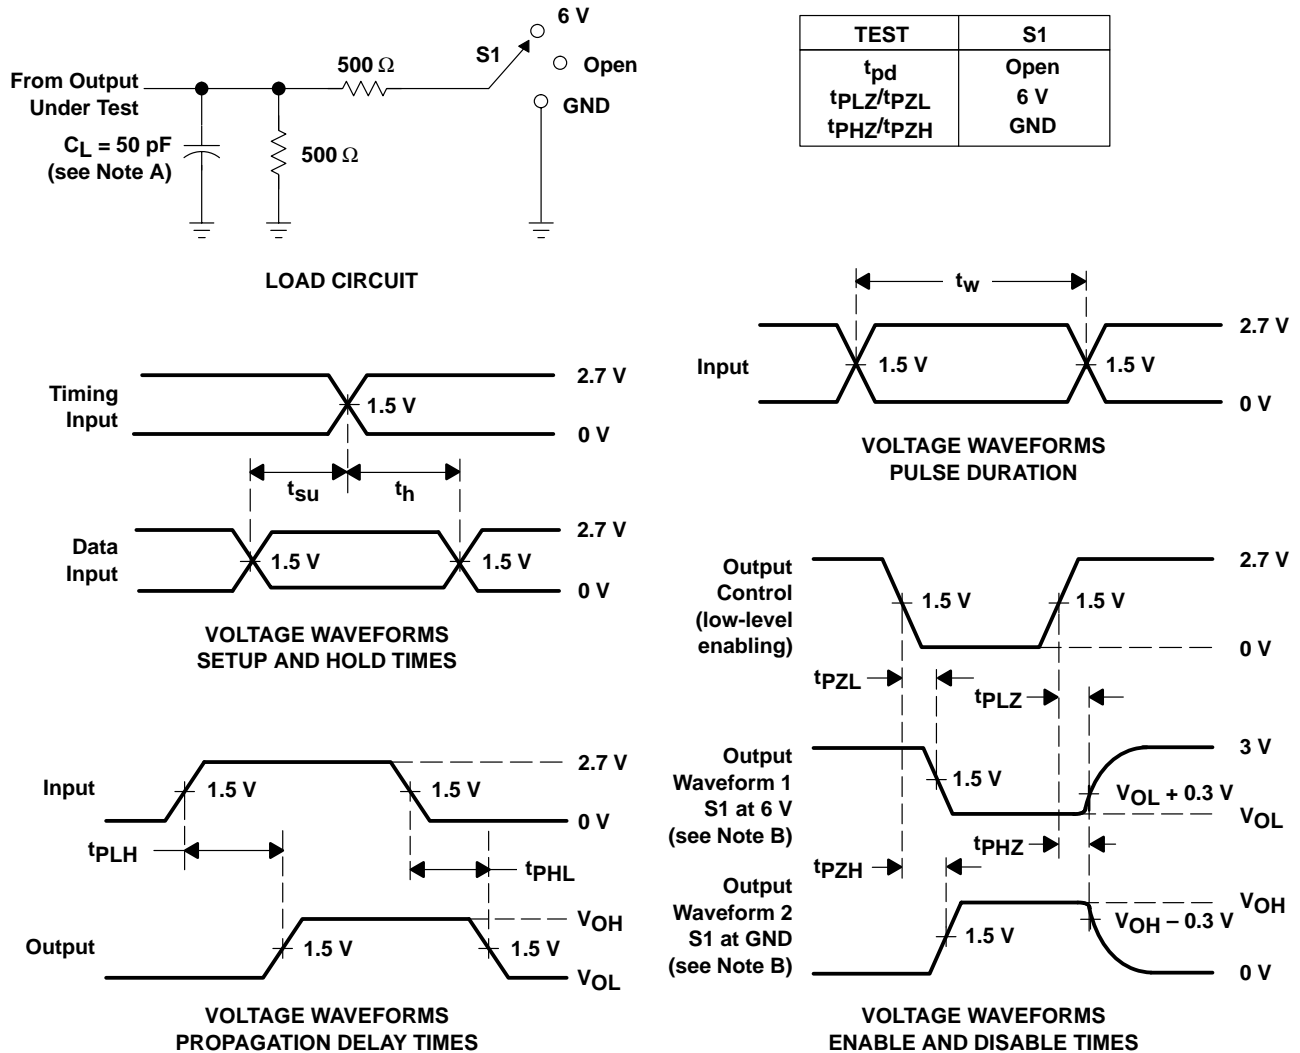 6 V
S1
Open
GND
500 Ω
From Output
Under Test
CL = 50 pF
(see Note A)
500 Ω
LOAD CIRCUIT
TEST S1
tpd Open
tPLZ/tPZL 6 V
tPHZ/tPZH GND
tw
Input
2.7 V
1.5 V 1.5 V
0 V
VOLTAGE WAVEFORMS
PULSE DURATION
Timing
Input
2.7 V
1.5 V
0 V
tsu th
Data
Input
2.7 V
1.5 V 1.5 V
0 V
VOLTAGE WAVEFORMS
SETUP AND HOLD TIMES
Input
2.7 V
1.5 V 1.5 V
0 V
tPLH tPHL
Output
VOH
1.5 V 1.5 V
VOL
VOLTAGE WAVEFORMS
PROPAGATION DELAY TIMES
Output
Control
(low-level
enabling)
2.7 V
1.5 V 1.5 V
0 V
tPZL
tPLZ
Output
Waveform 1
S1 at 6 V
(see Note B)
3 V
1.5 V
VOL + 0.3 V
VOL
tPHZ
tPZH
Output
Waveform 2
S1 at GND
(see Note B)
VOH
VOH – 0.3 V
1.5 V
0 V
VOLTAGE WAVEFORMS
ENABLE AND DISABLE TIMES